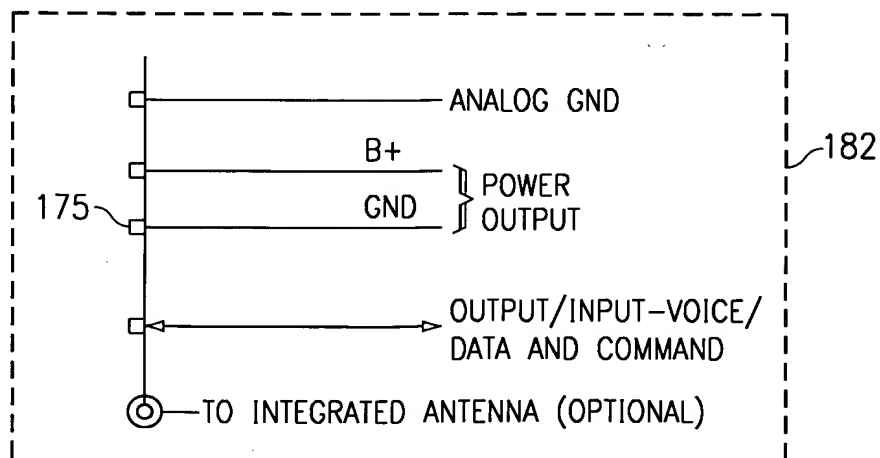 ANALOG GND
182
B+
POWER
175
GND
OUTPUT
OUTPUT/INPUT-VOICE/
DATA AND COMMAND
TO INTEGRATED ANTENNA (OPTIONAL)